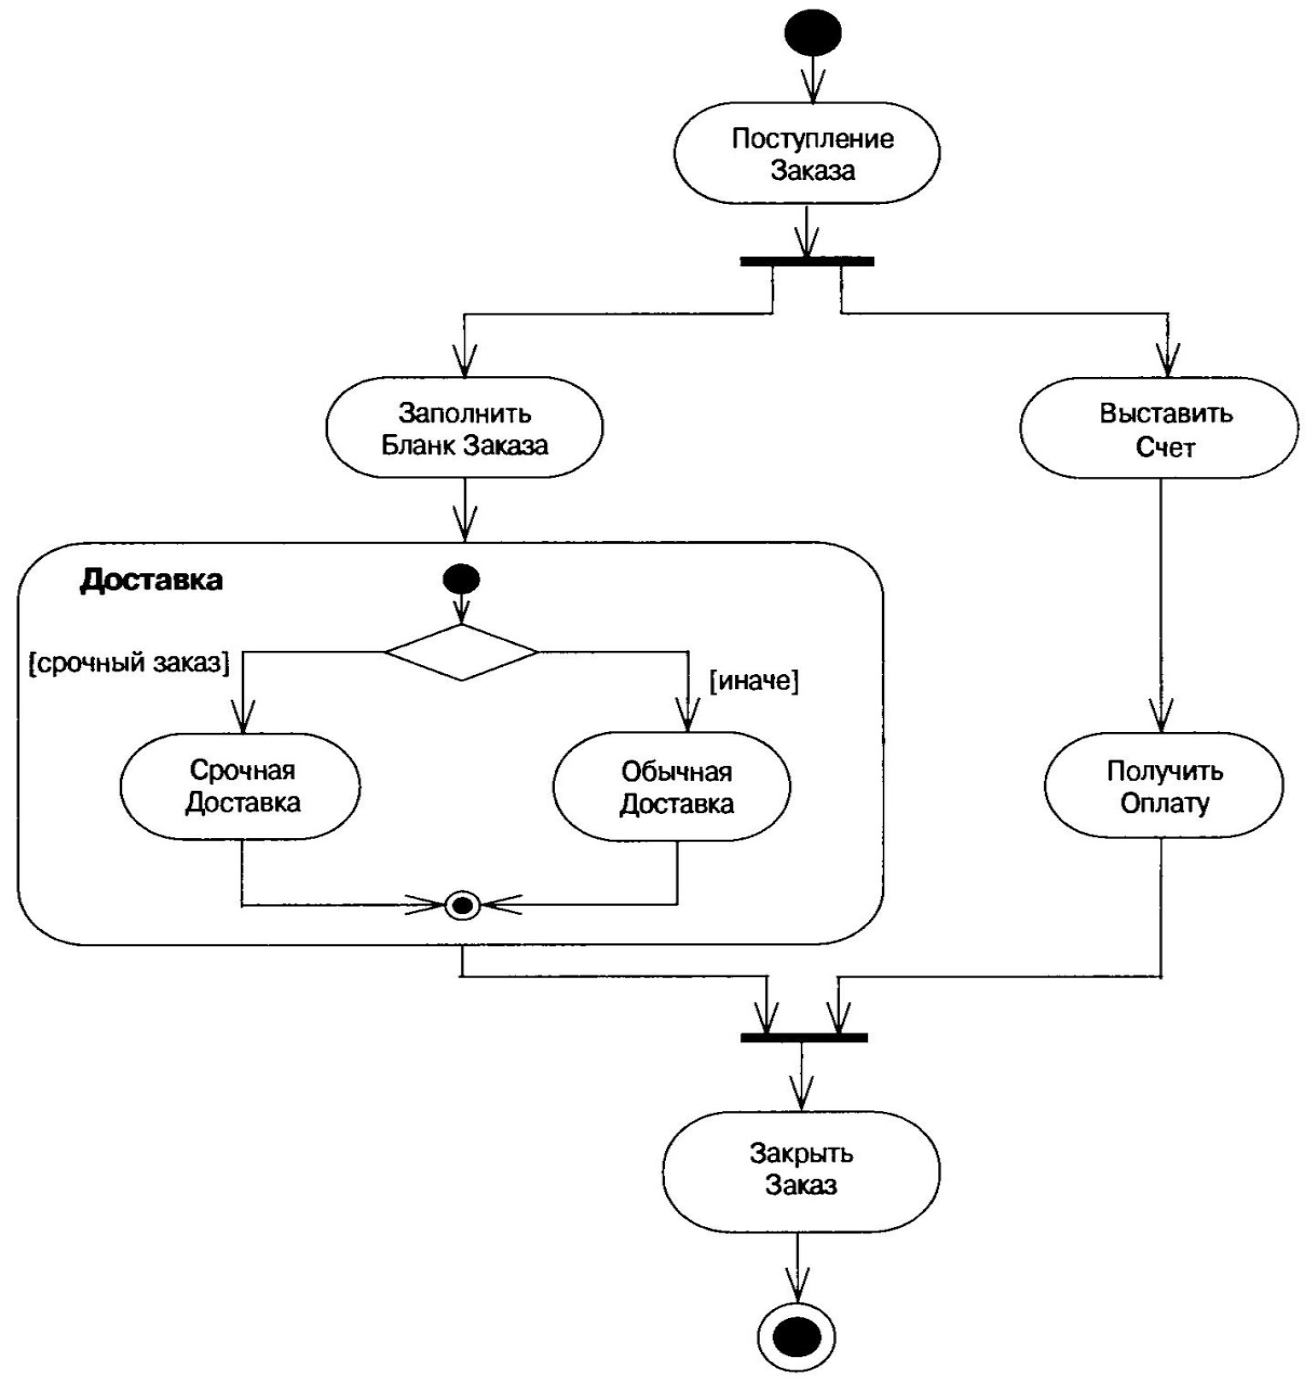 Поступление
Заказа
Заполнить
Бланк Заказа
Выставить
Счет
Доставка
[срочный заказ]
[иначе]
Срочная
Доставка
Обычная
Доставка
Получить
Оплату
Закрыть
Заказ